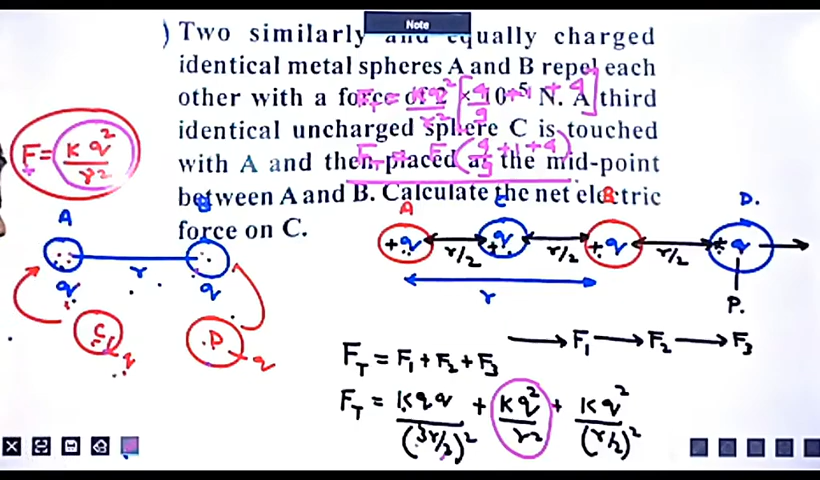 Note
) Two similarly and equally charged
identical metal spheres A and B repel each
other with a force of 2 × 10⁻⁵ N. A third
identical uncharged sphere C is touched
with A and then placed at the mid-point
between A and B. Calculate the net electric
force on C.
F = Kq²/r²
A B
r
q q
C q D q
A C B D.
+q q +q + q
r/2 r/2 r/2
r P.
→ F₁ → F₂ → F₃
F_T = F₁ + F₂ + F₃
F_T = Kqq/(3r/2)² + Kq²/r² + Kq²/(r/2)²